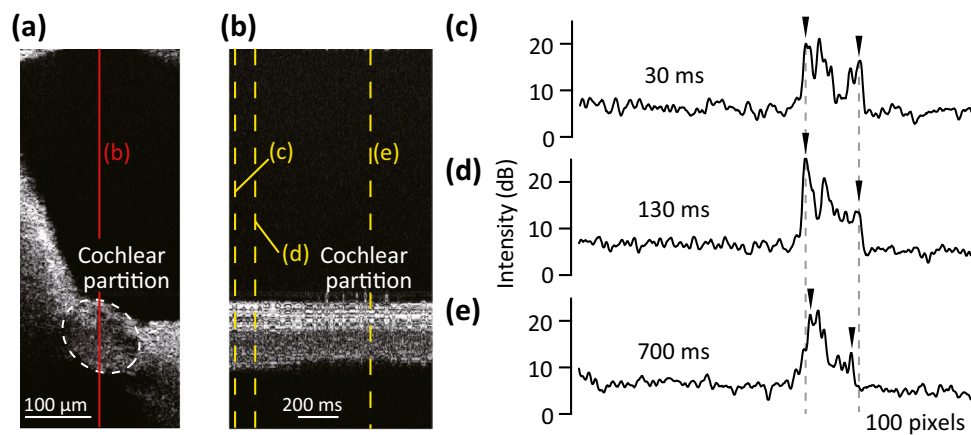 (a)
(b)
Cochlear
partition
100 µm
(b)
(c)
(d)
(e)
Cochlear
partition
200 ms
Intensity (dB)
(c)
20
10
0
30 ms
(d)
20
10
0
130 ms
(e)
20
10
0
700 ms
100 pixels